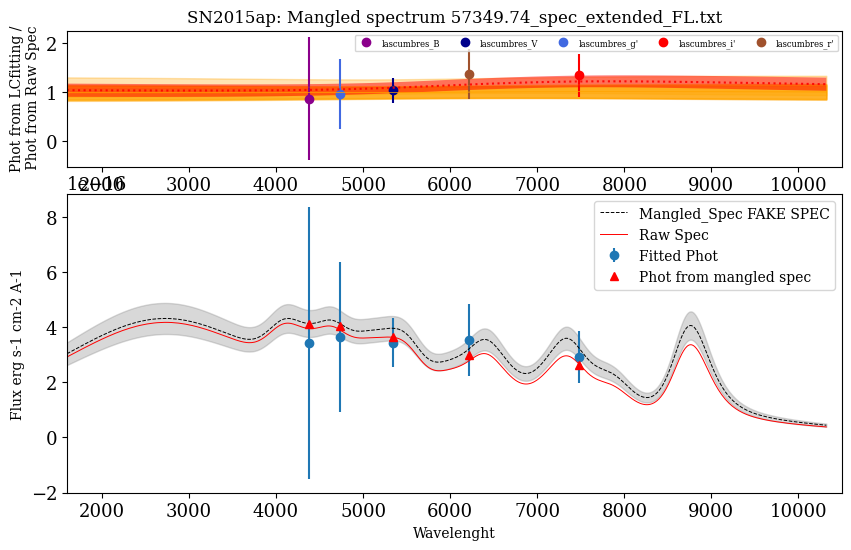 SN2015ap: Mangled spectrum 57349.74_spec_extended_FL.txt
Phot from LCfitting /
Phot from Raw Spec
2
1
0
lascumbres_B
lascumbres_V
lascumbres_g'
lascumbres_i'
lascumbres_r'
2000 3000 4000 5000 6000 7000 8000 9000 10000
Flux erg s-1 cm-2 A-1
8
6
4
2
0
−2
Mangled_Spec FAKE SPEC
Raw Spec
Fitted Phot
Phot from mangled spec
2000 3000 4000 5000 6000 7000 8000 9000 10000
Wavelenght